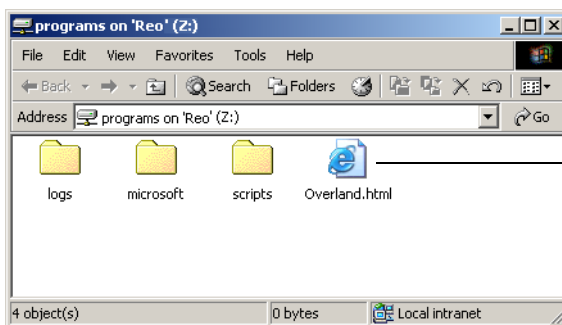 programs on 'Reo' (Z:)
File Edit View Favorites Tools Help
Back Search Folders
Address programs on 'Reo' (Z:) Go
logs microsoft scripts Overland.html
4 object(s) 0 bytes Local intranet